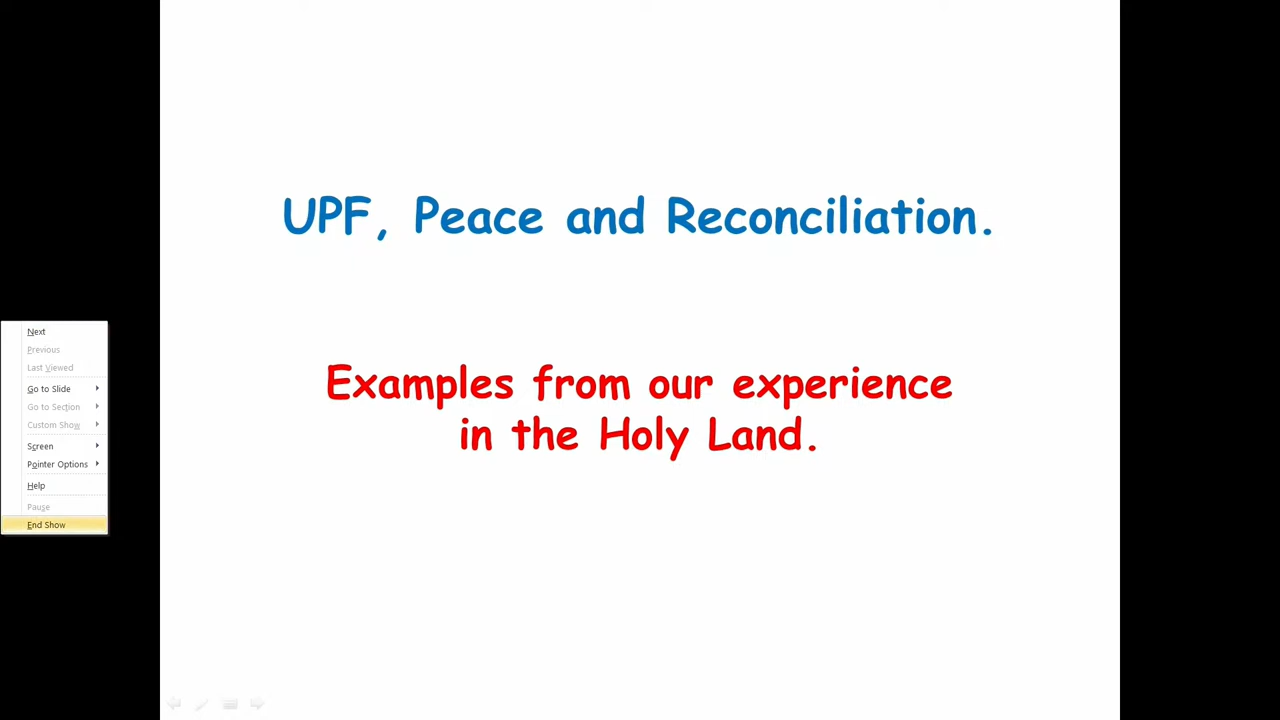 UPF, Peace and Reconciliation.
Examples from our experience
in the Holy Land.
Next
Previous
Last Viewed
Go to Slide
Go to Section
Custom Show
Screen
Pointer Options
Help
Pause
End Show